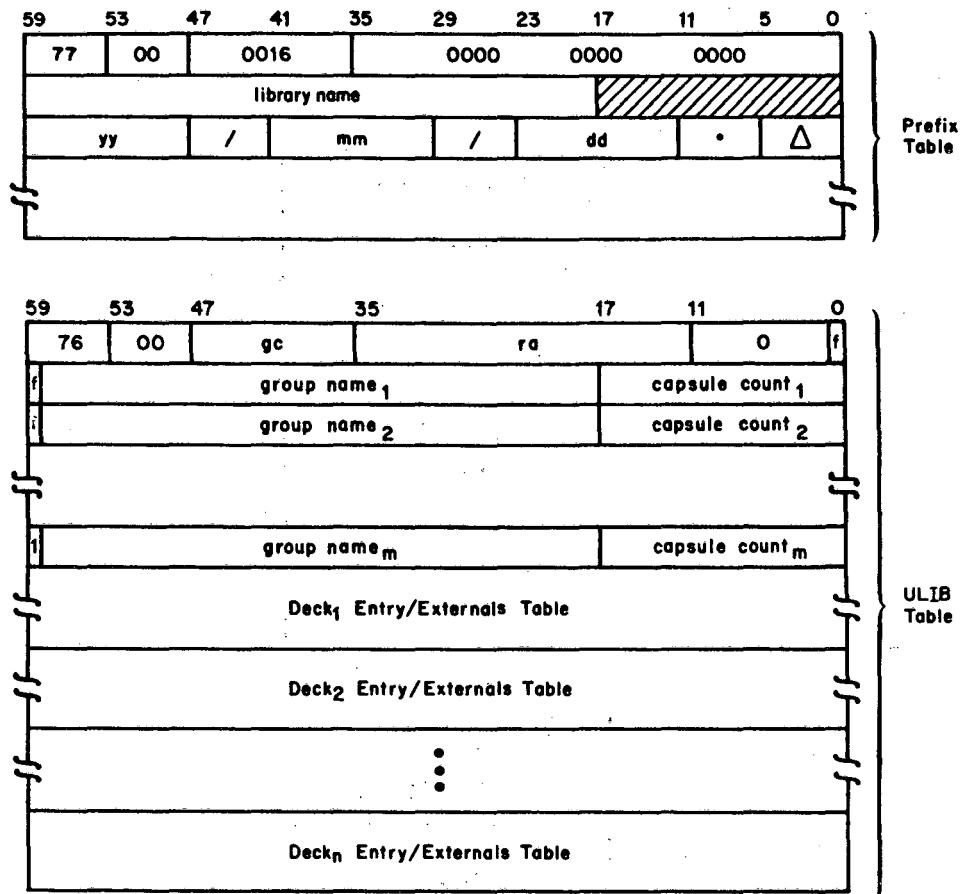 59 53 47 41 35 29 23 17 11 5 0
77 00 0016 0000 0000 0000
library name
yy / mm / dd • Δ
Prefix
Table
59 53 47 35 17 11 0
76 00 gc ra 0 f
f group name1 capsule count1
group name2 capsule count2
1 group namem capsule countm
Deck1 Entry/Externals Table
ULIB
Table
Deck2 Entry/Externals Table
Deckn Entry/Externals Table